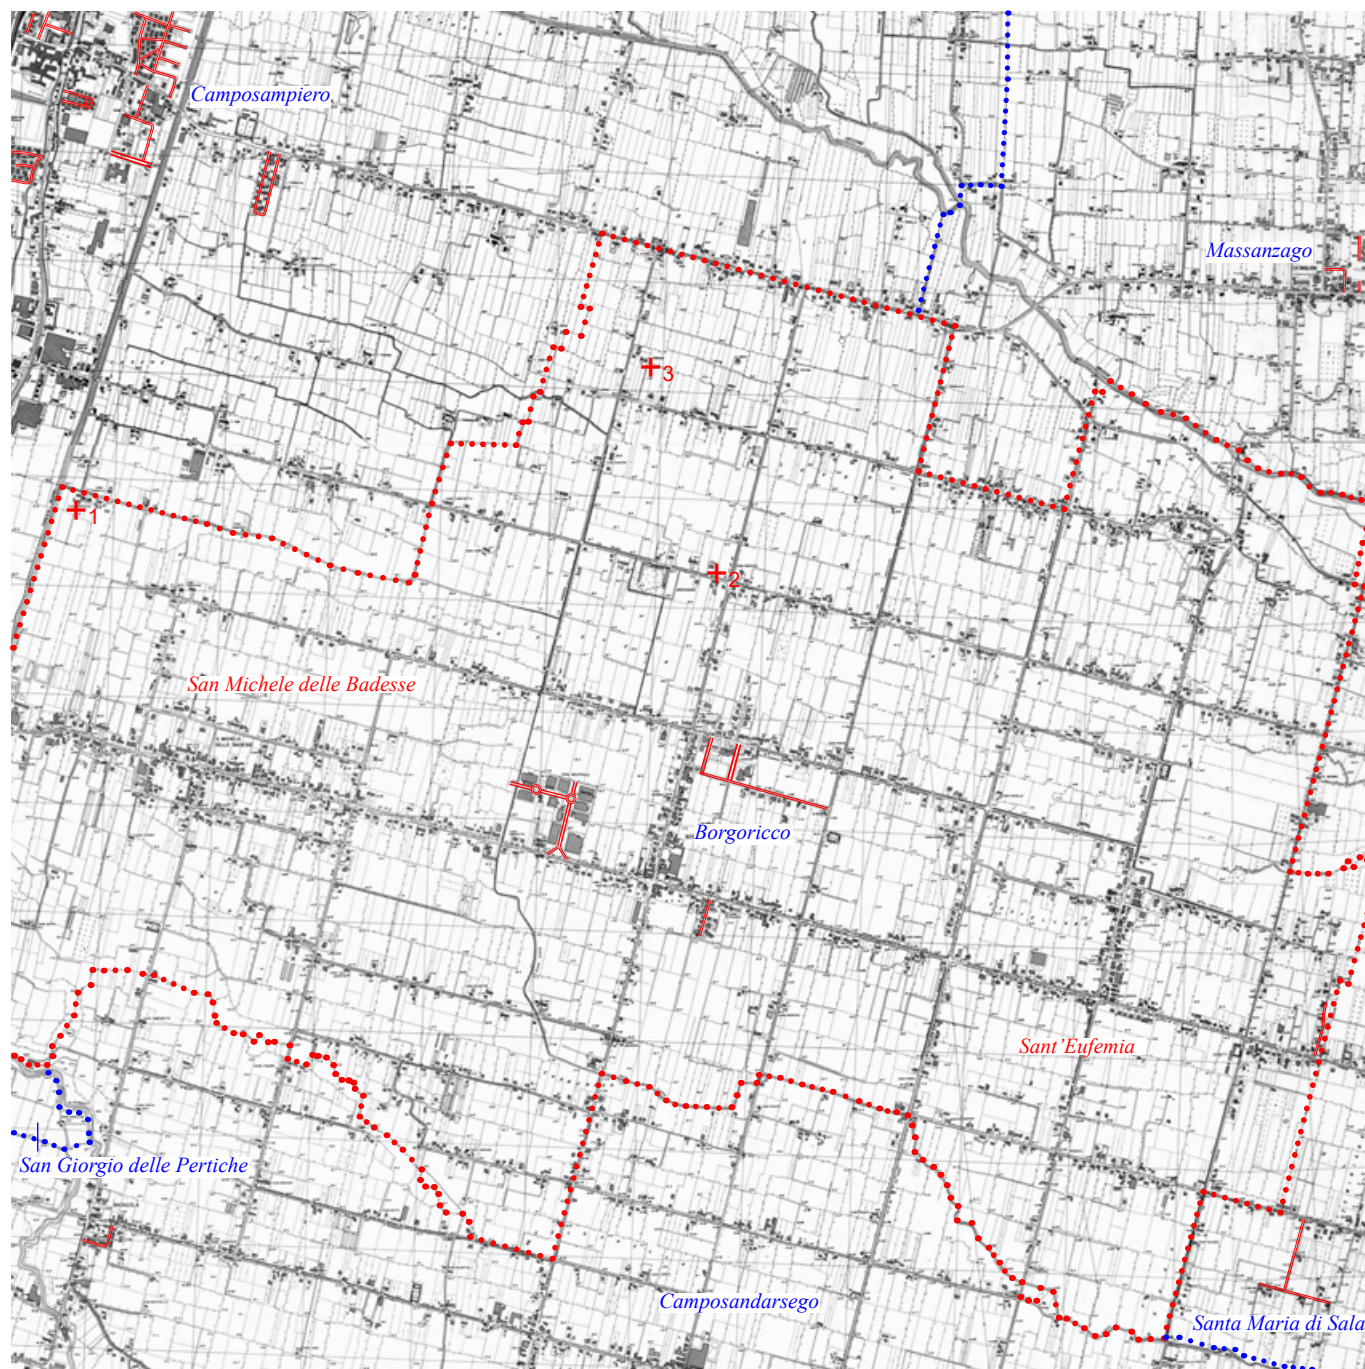 Camposampiero
Massanzago
3
1
2
San Michele delle Badesse
Borgoricco
Sant'Eufemia
San Giorgio delle Pertiche
Camposandarsego
Santa Maria di Sala